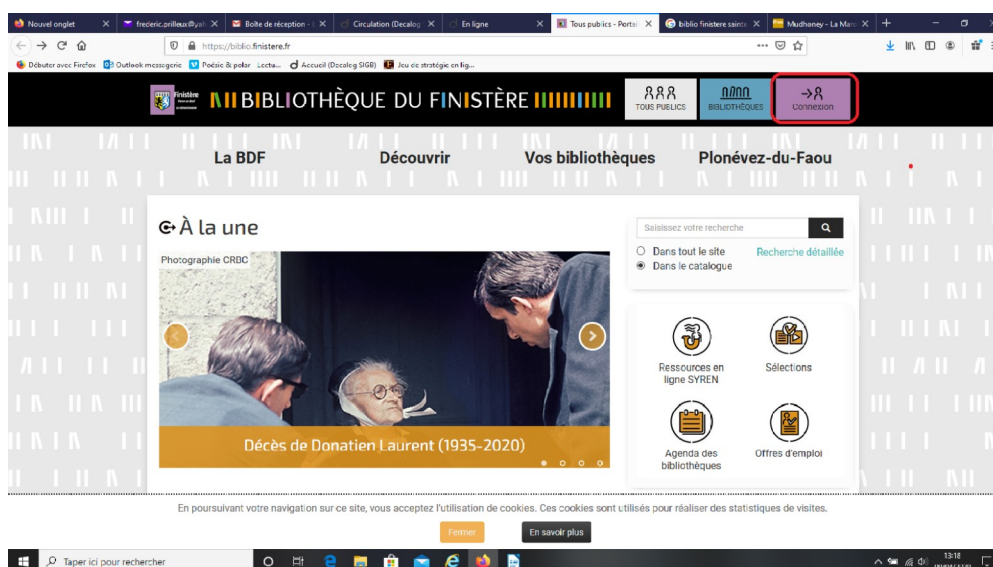 Nouvel onglet
frederic.prilleux@yah
Boîte de réception -
Circulation (Decalog
En ligne
Tous publics - Portail
biblio finistere sainte
Mudhoney - La Marc
https://biblio.finistere.fr
Débuter avec Firefox
Outlook messagerie
Poésie & polar
Accueil (Decalog SIGB)
Jeu de stratégie en lig...
Finistère
BIBLIOTHÈQUE DU FINISTÈRE
TOUS PUBLICS
BIBLIOTHÈQUES
Connexion
La BDF
Découvrir
Vos bibliothèques
Plonévez-du-Faou
À la une
Photographie CRBC
Décès de Donatien Laurent (1935-2020)
Saisissez votre recherche
Dans tout le site
Recherche détaillée
Dans le catalogue
Ressources en
ligne SYREN
Sélections
Agenda des
bibliothèques
Offres d'emploi
En poursuivant votre navigation sur ce site, vous acceptez l'utilisation de cookies. Ces cookies sont utilisés pour réaliser des statistiques de visites.
Fermer
En savoir plus
Taper ici pour rechercher
13:18